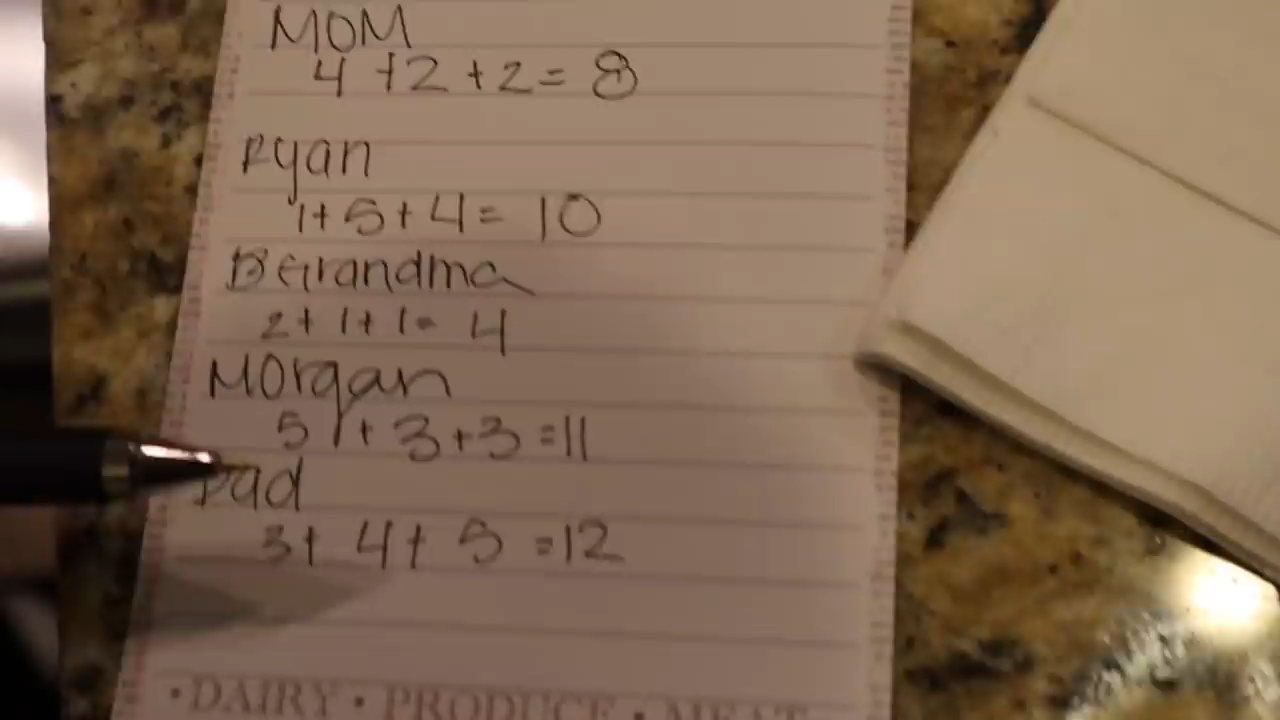 MOM
4 + 2 + 2 = 8
Ryan
1 + 5 + 4 = 10
Grandma
2 + 1 + 1 = 4
Morgan
5 + 3 + 3 = 11
Dad
3 + 4 + 5 = 12
• DAIRY • PRODUCE • MEAT